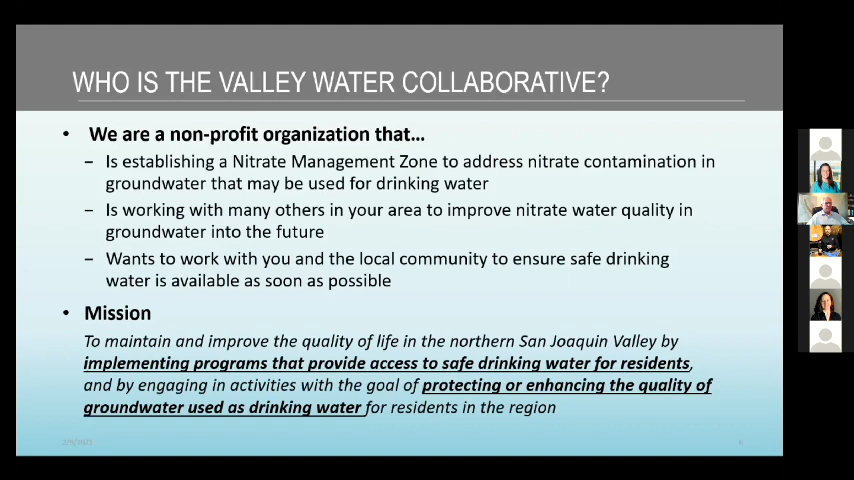 WHO IS THE VALLEY WATER COLLABORATIVE?
• We are a non-profit organization that…
– Is establishing a Nitrate Management Zone to address nitrate contamination in
groundwater that may be used for drinking water
– Is working with many others in your area to improve nitrate water quality in
groundwater into the future
– Wants to work with you and the local community to ensure safe drinking
water is available as soon as possible
• Mission
To maintain and improve the quality of life in the northern San Joaquin Valley by
implementing programs that provide access to safe drinking water for residents,
and by engaging in activities with the goal of protecting or enhancing the quality of
groundwater used as drinking water for residents in the region